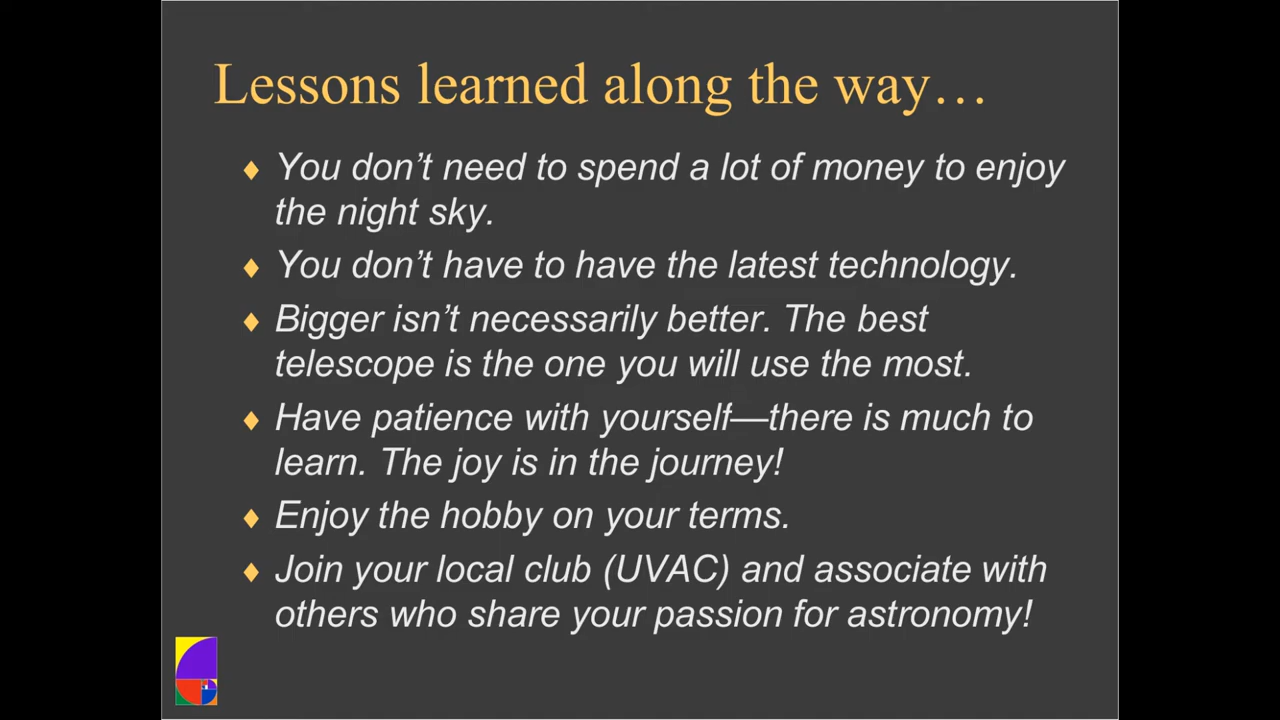 Lessons learned along the way…
You don’t need to spend a lot of money to enjoy
the night sky.
You don’t have to have the latest technology.
Bigger isn’t necessarily better. The best
telescope is the one you will use the most.
Have patience with yourself—there is much to
learn. The joy is in the journey!
Enjoy the hobby on your terms.
Join your local club (UVAC) and associate with
others who share your passion for astronomy!